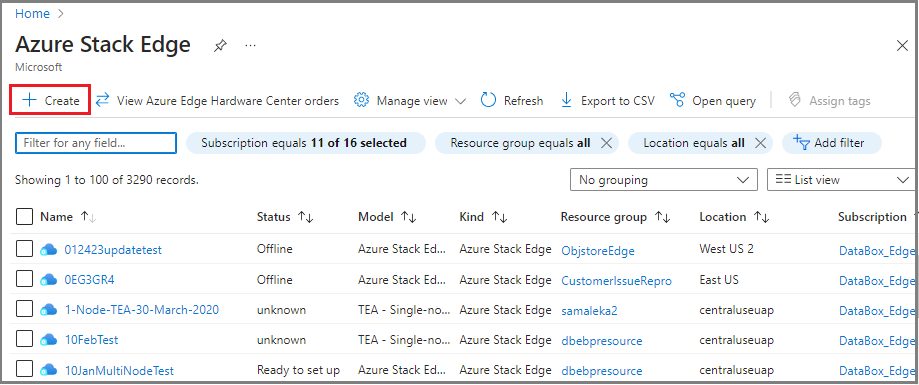 Home
Azure Stack Edge
Microsoft
Create View Azure Edge Hardware Center orders Manage view Refresh Export to CSV Open query Assign tags
Filter for any field... Subscription equals 11 of 16 selected Resource group equals all Location equals all Add filter
Showing 1 to 100 of 3290 records. No grouping List view
Name Status Model Kind Resource group Location Subscription
012423updatetest Offline Azure Stack Ed... Azure Stack Edge ObjstoreEdge West US 2 DataBox_Edge
0EG3GR4 Offline Azure Stack Ed... Azure Stack Edge CustomerIssueRepro East US DataBox_Edge
1-Node-TEA-30-March-2020 unknown TEA - Single-no... Azure Stack Edge samaleka2 centraluseuap DataBox_Edge
10FebTest unknown TEA - Single-no... Azure Stack Edge dbebpresource centraluseuap DataBox_Edge
10JanMultiNodeTest Ready to set up Azure Stack Ed... Azure Stack Edge dbebpresource centraluseuap DataBox_Edge